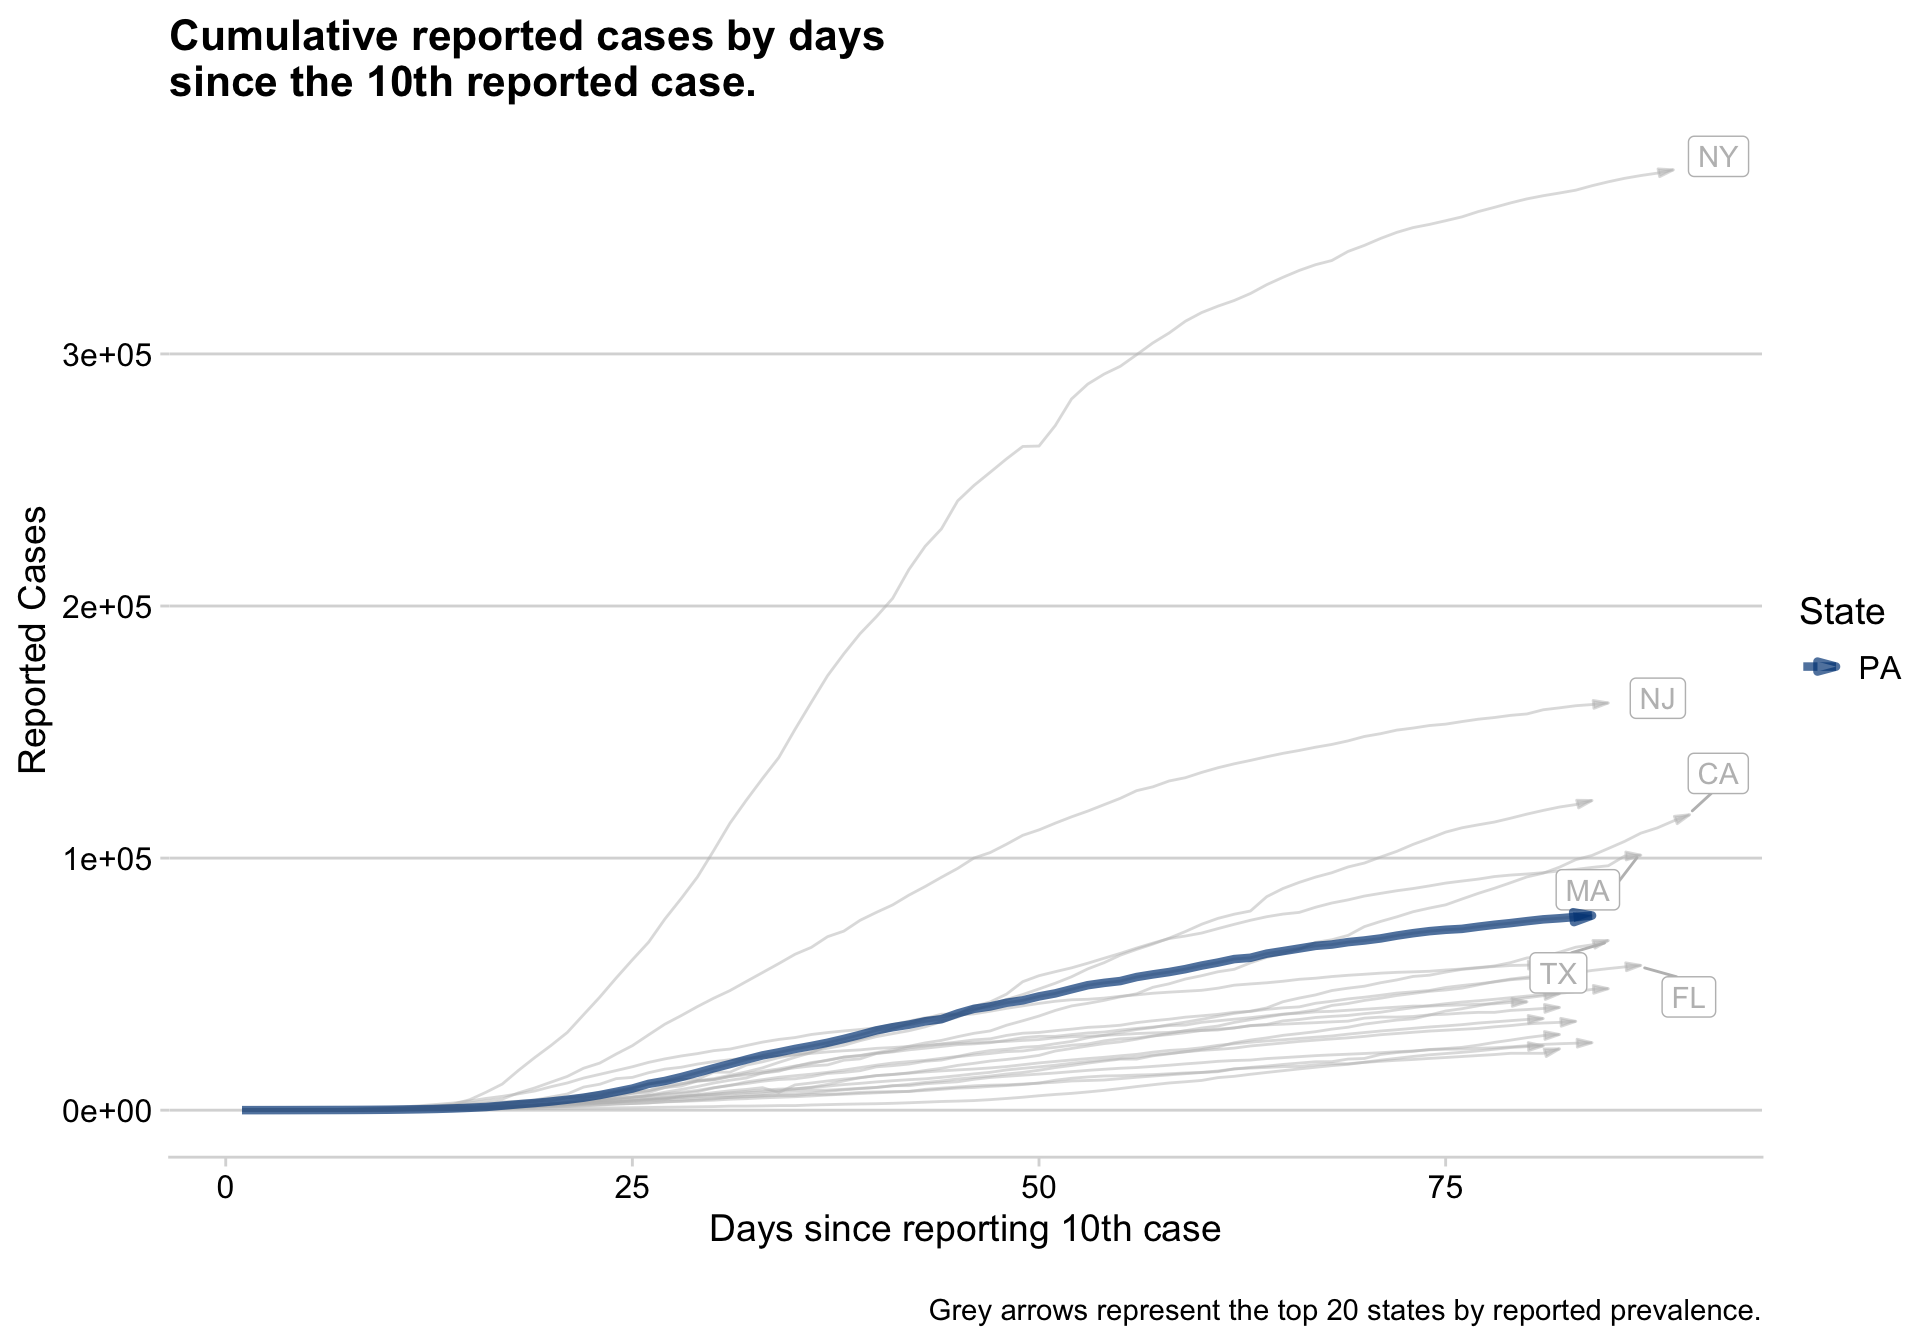 Cumulative reported cases by days
since the 10th reported case.
NY
3e+05
2e+05
NJ
CA
1e+05
MA
TX
FL
0e+00
Reported Cases
0
25
50
75
Days since reporting 10th case
State
PA
Grey arrows represent the top 20 states by reported prevalence.